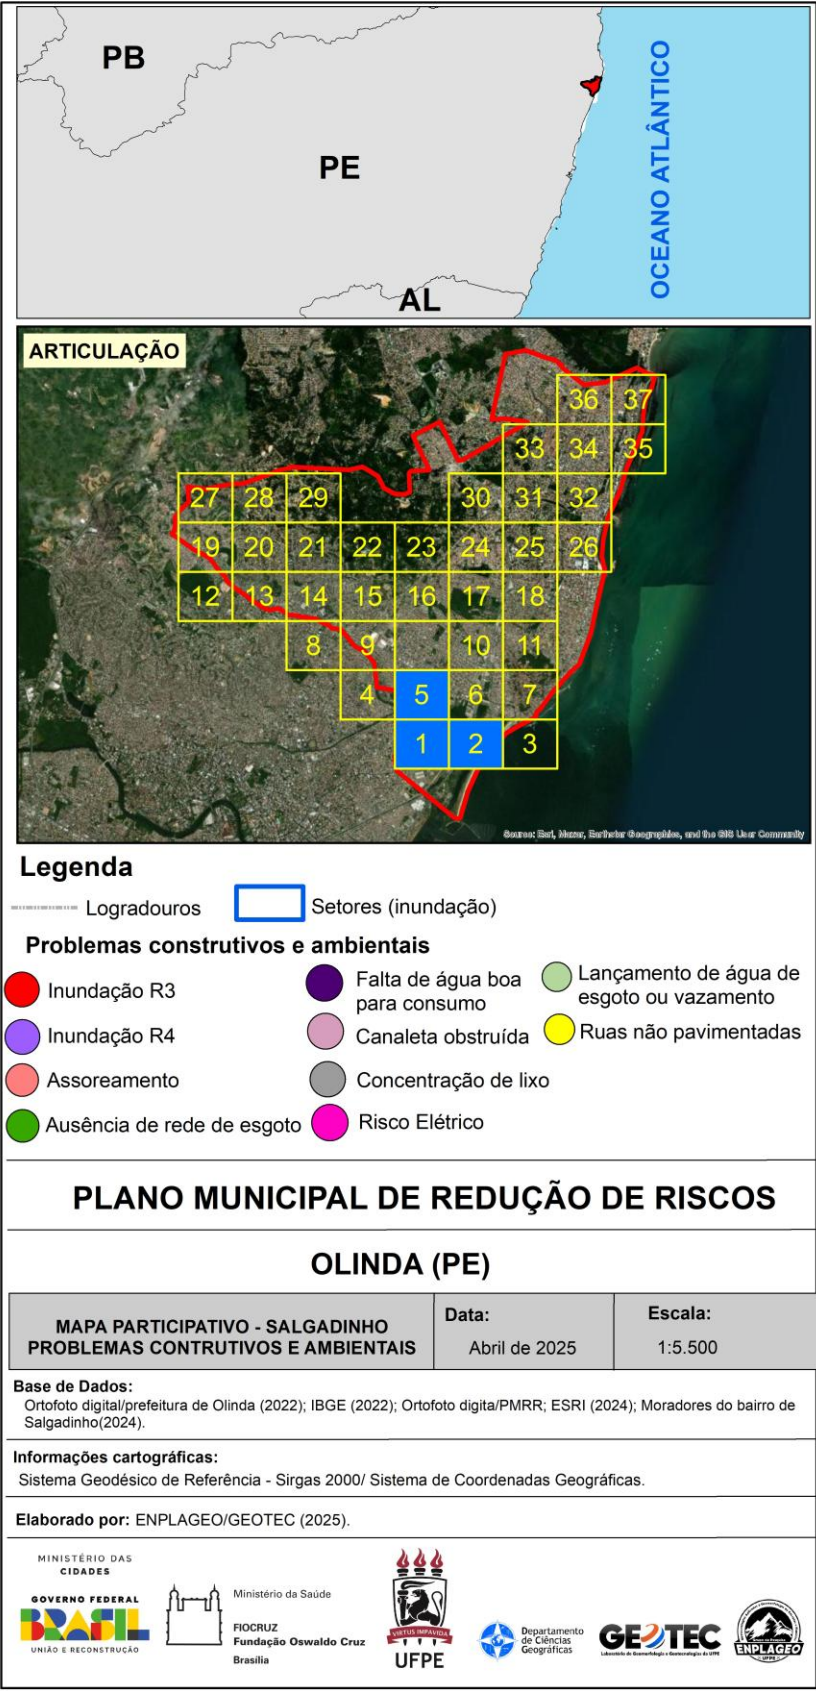 PB
PE
AL
OCEANO ATLÂNTICO
ARTICULAÇÃO
36 37
33 34 35
27 28 29 30 31 32
19 20 21 22 23 24 25 26
12 13 14 15 16 17 18
8 9 10 11
4 5 6 7
1 2 3
Source: Esri, Maxar, Earthstar Geographics, and the GIS User Community
Legenda
Logradouros
Setores (inundação)
Problemas construtivos e ambientais
Inundação R3
Inundação R4
Assoreamento
Ausência de rede de esgoto
Falta de água boa
para consumo
Canaleta obstruída
Concentração de lixo
Risco Elétrico
Lançamento de água de
esgoto ou vazamento
Ruas não pavimentadas
PLANO MUNICIPAL DE REDUÇÃO DE RISCOS
OLINDA (PE)
MAPA PARTICIPATIVO - SALGADINHO
PROBLEMAS CONTRUTIVOS E AMBIENTAIS
Data:
Abril de 2025
Escala:
1:5.500
Base de Dados:
Ortofoto digital/prefeitura de Olinda (2022); IBGE (2022); Ortofoto digita/PMRR; ESRI (2024); Moradores do bairro de
Salgadinho(2024).
Informações cartográficas:
Sistema Geodésico de Referência - Sirgas 2000/ Sistema de Coordenadas Geográficas.
Elaborado por: ENPLAGEO/GEOTEC (2025).
MINISTÉRIO DAS
CIDADES
GOVERNO FEDERAL
BRASIL
UNIÃO E RECONSTRUÇÃO
Ministério da Saúde
FIOCRUZ
Fundação Oswaldo Cruz
Brasília
VIRTUS IMPAVIDA
UFPE
Departamento
de Ciências
Geográficas
GEOTEC
Laboratório de Geomorfologia e Geotecnologias da UFPE
ENPLAGEO
UFPE